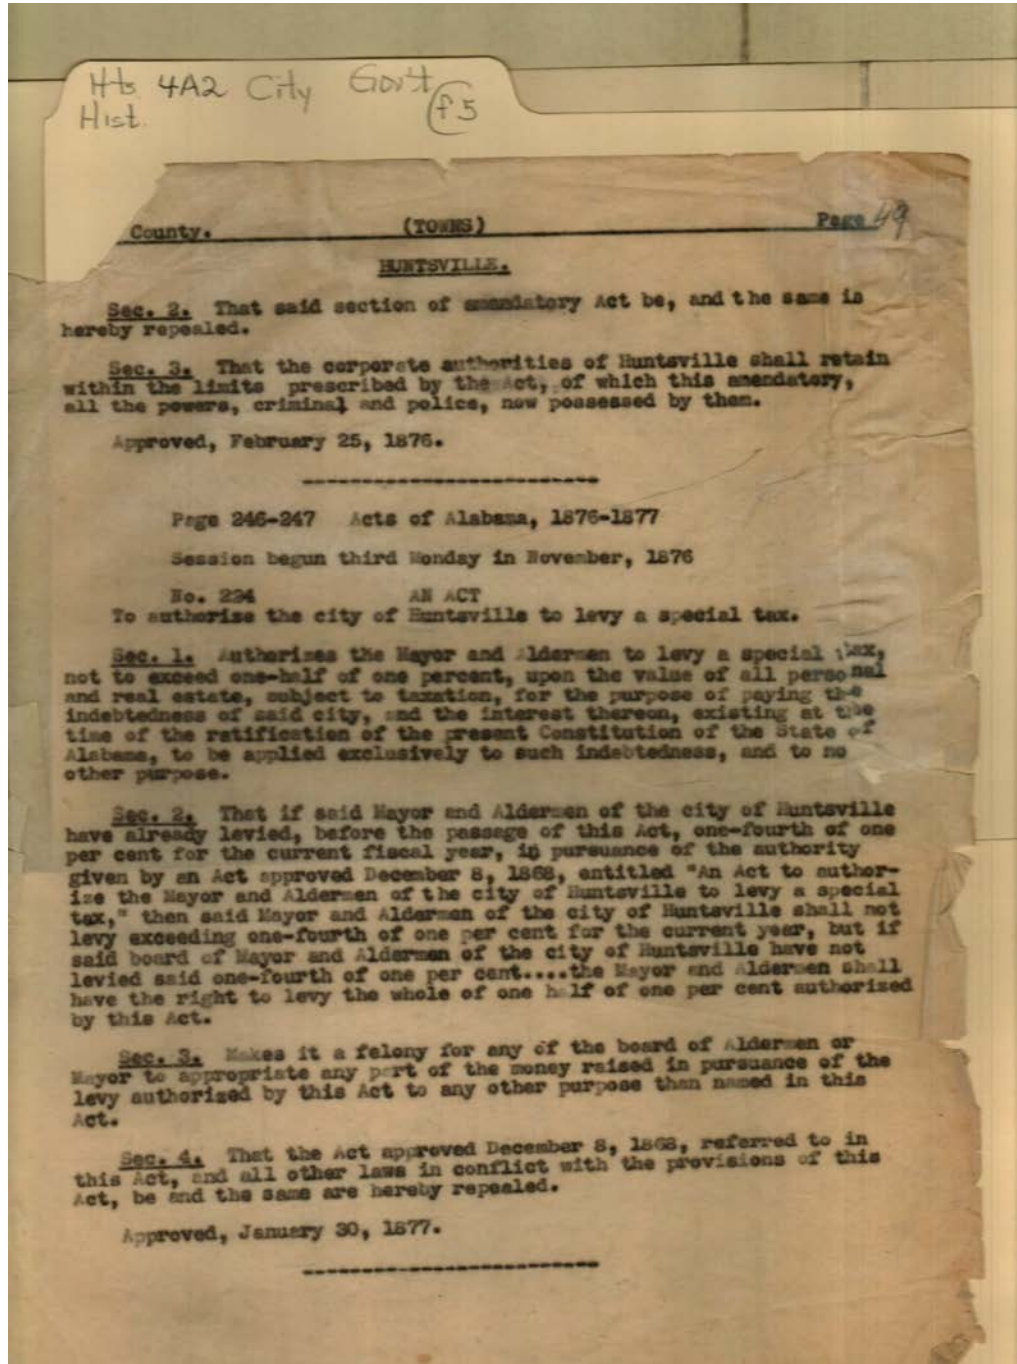 Hts 4A2 City Gov't
Hist. f5
County. (TOWNS) Page 49
HUNTSVILLE.
Sec. 2. That said section of amendatory Act be, and the same is
hereby repealed.
Sec. 3. That the corporate authorities of Huntsville shall retain
within the limits prescribed by the Act, of which this amendatory,
all the powers, criminal and police, now possessed by them.
Approved, February 25, 1876.
-------------------------
Page 246-247 Acts of Alabama, 1876-1877
Session begun third Monday in November, 1876
No. 224 AN ACT
To authorize the city of Huntsville to levy a special tax.
Sec. 1. Authorizes the Mayor and Aldermen to levy a special tax,
not to exceed one-half of one percent, upon the value of all personal
and real estate, subject to taxation, for the purpose of paying the
indebtedness of said city, and the interest thereon, existing at the
time of the ratification of the present Constitution of the State of
Alabama, to be applied exclusively to such indebtedness, and to no
other purpose.
Sec. 2. That if said Mayor and Aldermen of the city of Huntsville
have already levied, before the passage of this Act, one-fourth of one
per cent for the current fiscal year, in pursuance of the authority
given by an Act approved December 8, 1868, entitled "An Act to author-
ize the Mayor and Aldermen of the city of Huntsville to levy a special
tax," then said Mayor and Aldermen of the city of Huntsville shall not
levy exceeding one-fourth of one per cent for the current year, but if
said board of Mayor and Aldermen of the city of Huntsville have not
levied said one-fourth of one per cent....the Mayor and Aldermen shall
have the right to levy the whole of one half of one per cent authorized
by this Act.
Sec. 3. Makes it a felony for any of the board of Aldermen or
Mayor to appropriate any part of the money raised in pursuance of the
levy authorized by this Act to any other purpose than named in this
Act.
Sec. 4. That the Act approved December 8, 1868, referred to in
this Act, and all other laws in conflict with the provisions of this
Act, be and the same are hereby repealed.
Approved, January 30, 1877.
-------------------------